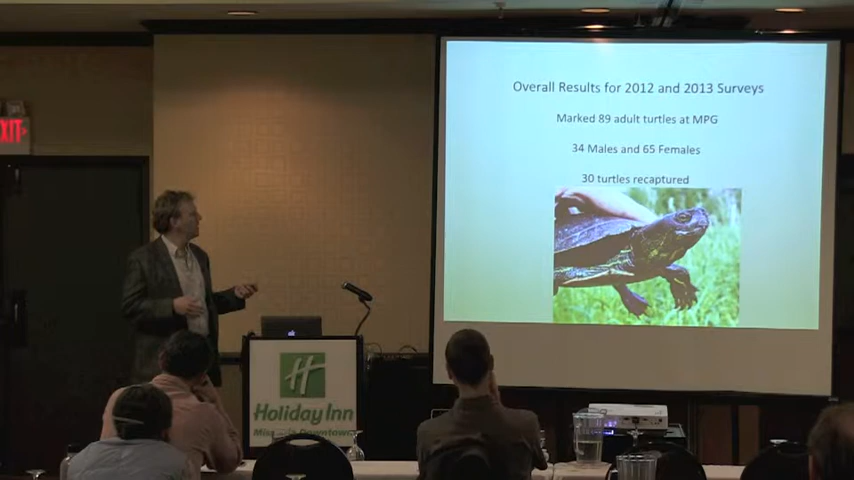 Overall Results for 2012 and 2013 Surveys
Marked 89 adult turtles at MPG
34 Males and 65 Females
30 turtles recaptured
EXIT
H
Holiday Inn
Downtown